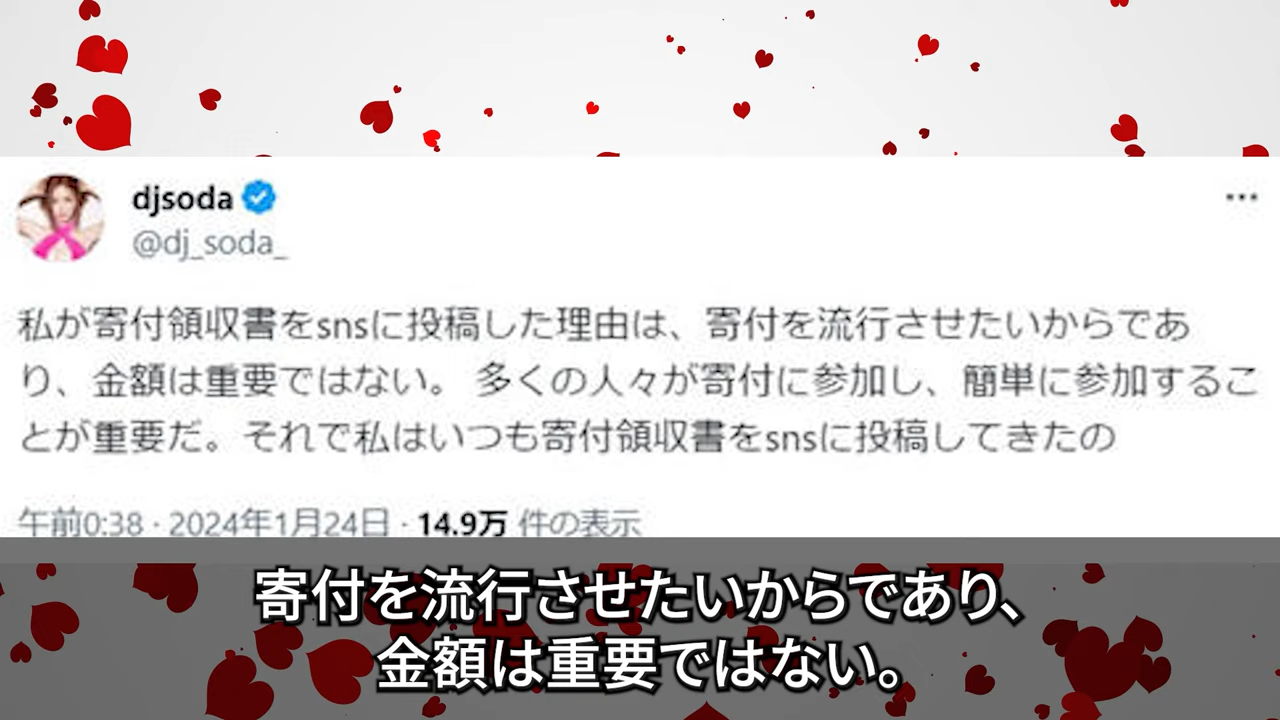 djsoda
@dj_soda_
私が寄付領収書をsnsに投稿した理由は、寄付を流行させたいからであ
り、金額は重要ではない。 多くの人々が寄付に参加し、簡単に参加するこ
とが重要だ。それで私はいつも寄付領収書をsnsに投稿してきたの
午前0:38 · 2024年1月24日 · 14.9万 件の表示
寄付を流行させたいからであり、
金額は重要ではない。